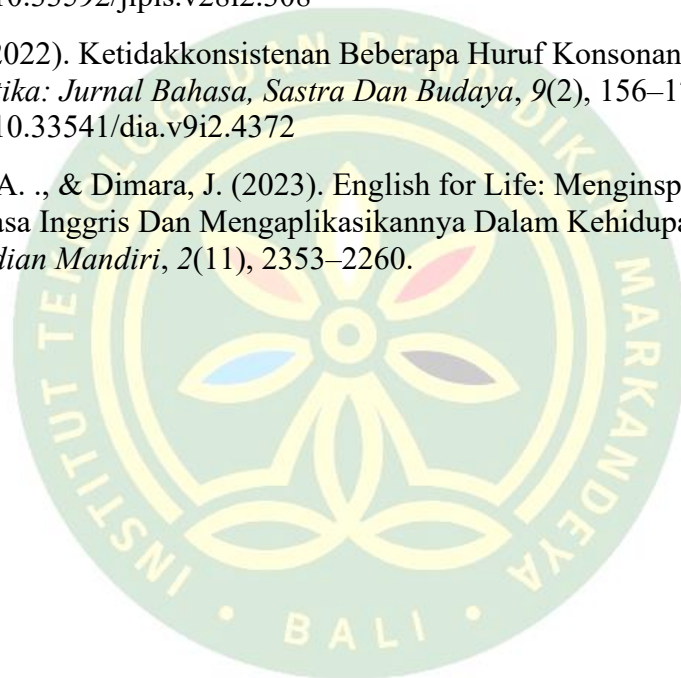 10.33592/jipis.v28i2.508
2022). Ketidakkonsistenan Beberapa Huruf Konsonan
tika: Jurnal Bahasa, Sastra Dan Budaya, 9(2), 156–1
10.33541/dia.v9i2.4372
A. ., & Dimara, J. (2023). English for Life: Menginsp
asa Inggris Dan Mengaplikasikannya Dalam Kehidupa
dian Mandiri, 2(11), 2353–2260.
INSTITUT TEKNOLOGI DAN PENDIDIKAN MARKANDEYA
• BALI •